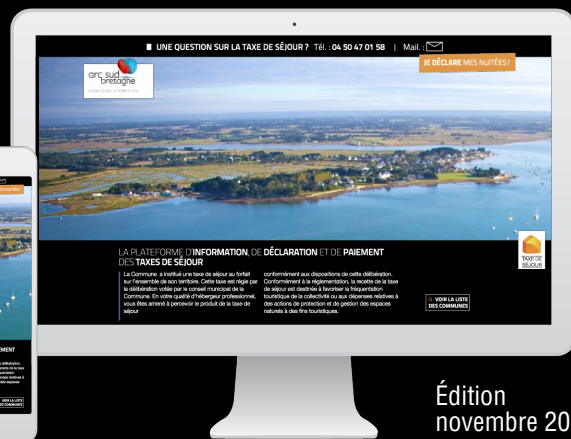 UNE QUESTION SUR LA TAXE DE SÉJOUR ? Tél. : 04 50 47 01 58 | Mail. :
JE DÉCLARE MES NUITÉES !
arc sud
bretagne
LA PLATEFORME D'INFORMATION, DE DÉCLARATION ET DE PAIEMENT
DES TAXES DE SÉJOUR
La Commune a institué une taxe de séjour au forfait
sur l'ensemble de son territoire. Cette taxe est régie par
la délibération votée par le conseil municipal de la
Commune. En votre qualité d'hébergeur professionnel,
vous êtes amené à percevoir le produit de la taxe de
séjour
conformément aux dispositions de cette délibération.
Conformément à la réglementation, la recette de la taxe
de séjour est destinée à favoriser la fréquentation
touristique de la collectivité ou aux dépenses relatives à
des actions de protection et de gestion des espaces
naturels à des fins touristiques.
TAXE DE
SÉJOUR
VOIR LA LISTE
DES COMMUNES
EMENT
VOIR LA LISTE
DES COMMUNES
Édition
novembre 20